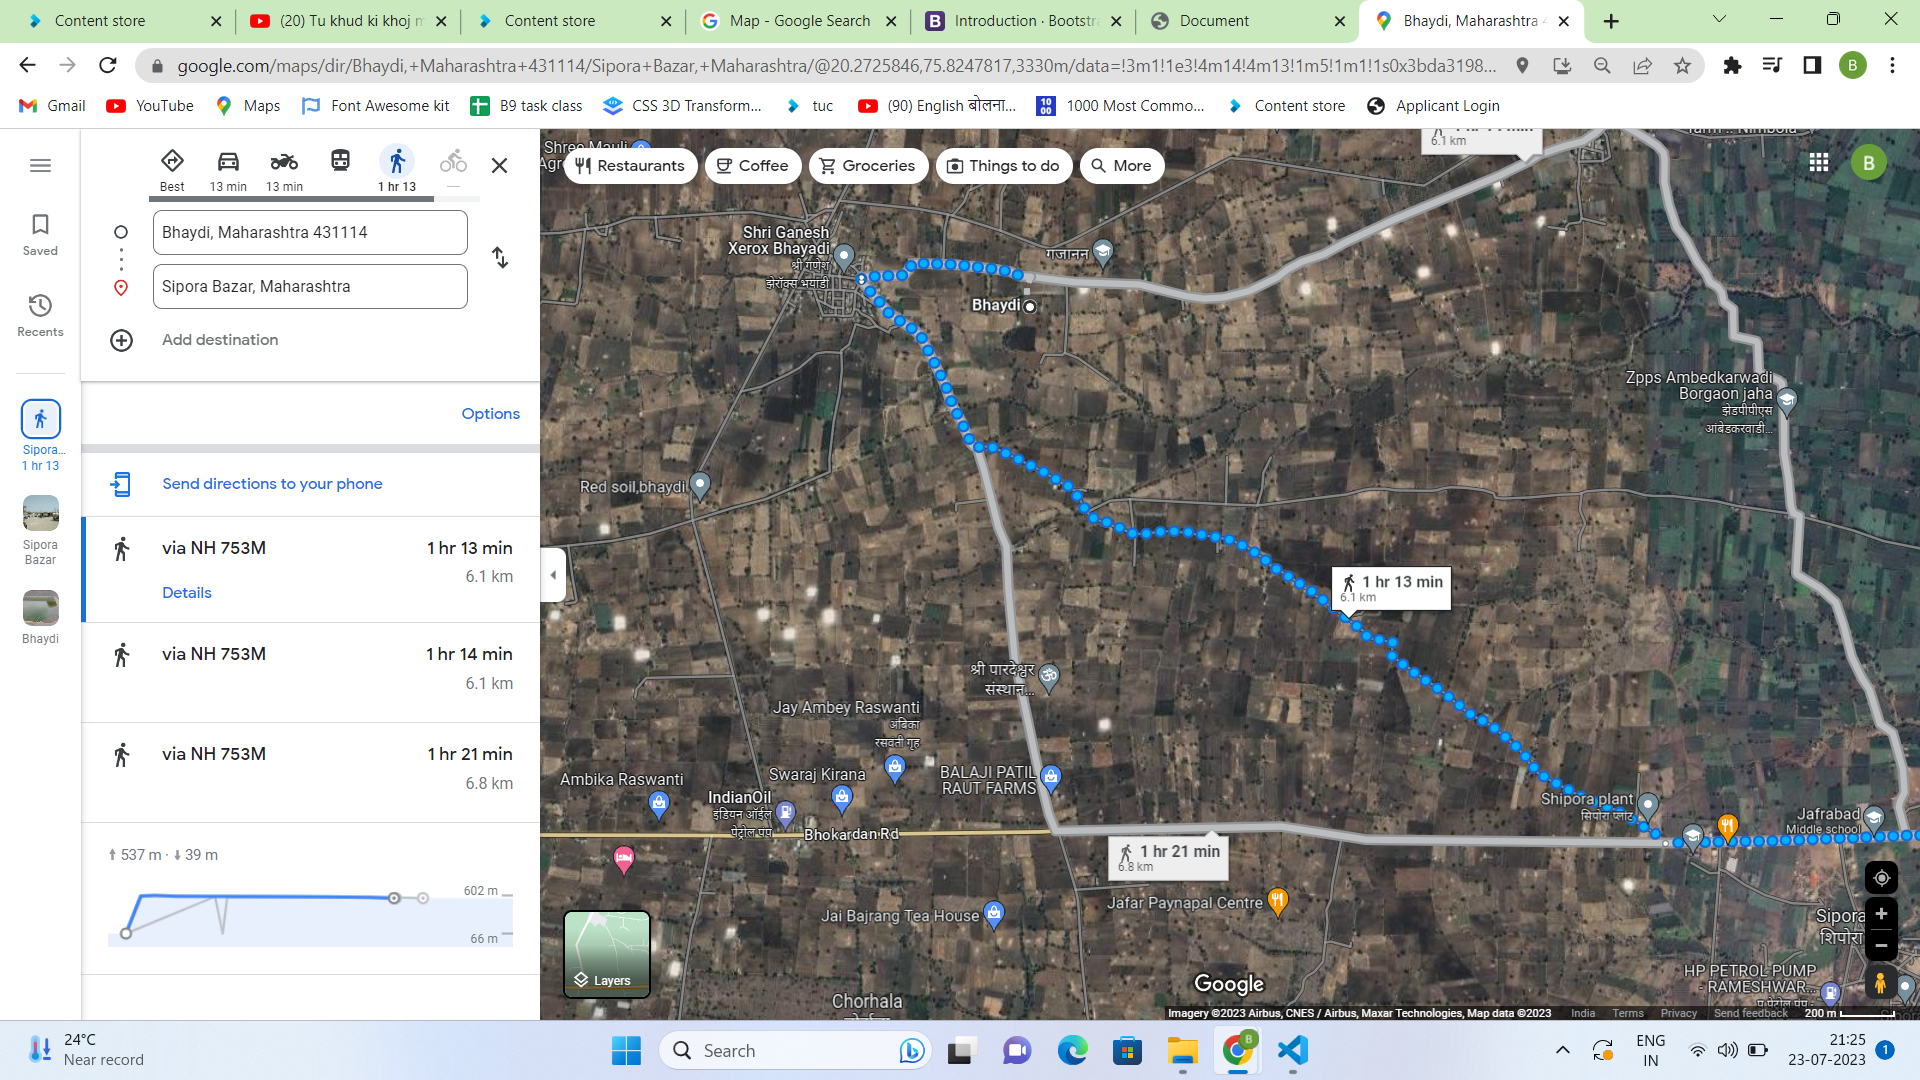 Content store
(20) Tu khud ki khoj m
Content store
Map - Google Search
Introduction · Bootstra
Document
Bhaydi, Maharashtra 4
google.com/maps/dir/Bhaydi,+Maharashtra+431114/Sipora+Bazar,+Maharashtra/@20.2725846,75.8247817,3330m/data=!3m1!1e3!4m14!4m13!1m5!1m1!1s0x3bda3198...
B
Gmail
YouTube
Maps
Font Awesome kit
B9 task class
CSS 3D Transform...
tuc
(90) English बोलना...
1000 Most Commo...
Content store
Applicant Login
Best
13 min
13 min
1 hr 13
—
Bhaydi, Maharashtra 431114
Sipora Bazar, Maharashtra
Add destination
Saved
Recents
Sipora...
1 hr 13
Sipora
Bazar
Bhaydi
Options
Send directions to your phone
via NH 753M
1 hr 13 min
6.1 km
Details
via NH 753M
1 hr 14 min
6.1 km
via NH 753M
1 hr 21 min
6.8 km
537 m · 39 m
602 m
66 m
Shree Mauli
Restaurants
Coffee
Groceries
Things to do
More
6.1 km
B
Shri Ganesh
Xerox Bhayadi
श्री गणेश
झेरॉक्स भयाडी
गजानन
Bhaydi
Zpps Ambedkarwadi
Borgaon jaha
झेडपीपीएस
आंबेडकरवाडी...
Red soil,bhaydi
1 hr 13 min
6.1 km
श्री पारदेश्वर
संस्थान...
Jay Ambey Raswanti
अंबिका
रसवंती गृह
Ambika Raswanti
Swaraj Kirana
BALAJI PATIL
RAUT FARMS
IndianOil
इंडियन ऑईल
पेट्रोल पंप
Bhokardan Rd
Shipora plant
सिपोरा प्लाट
Jafrabad
Middle school
1 hr 21 min
6.8 km
Jafar Paynapal Centre
Jai Bajrang Tea House
Sipora
शिपोरा
HP PETROL PUMP
- RAMESHWAR...
Layers
Chorhala
Google
Imagery ©2023 Airbus, CNES / Airbus, Maxar Technologies, Map data ©2023
India
Terms
Privacy
Send feedback
200 m
24°C
Near record
Search
ENG
IN
21:25
23-07-2023
1